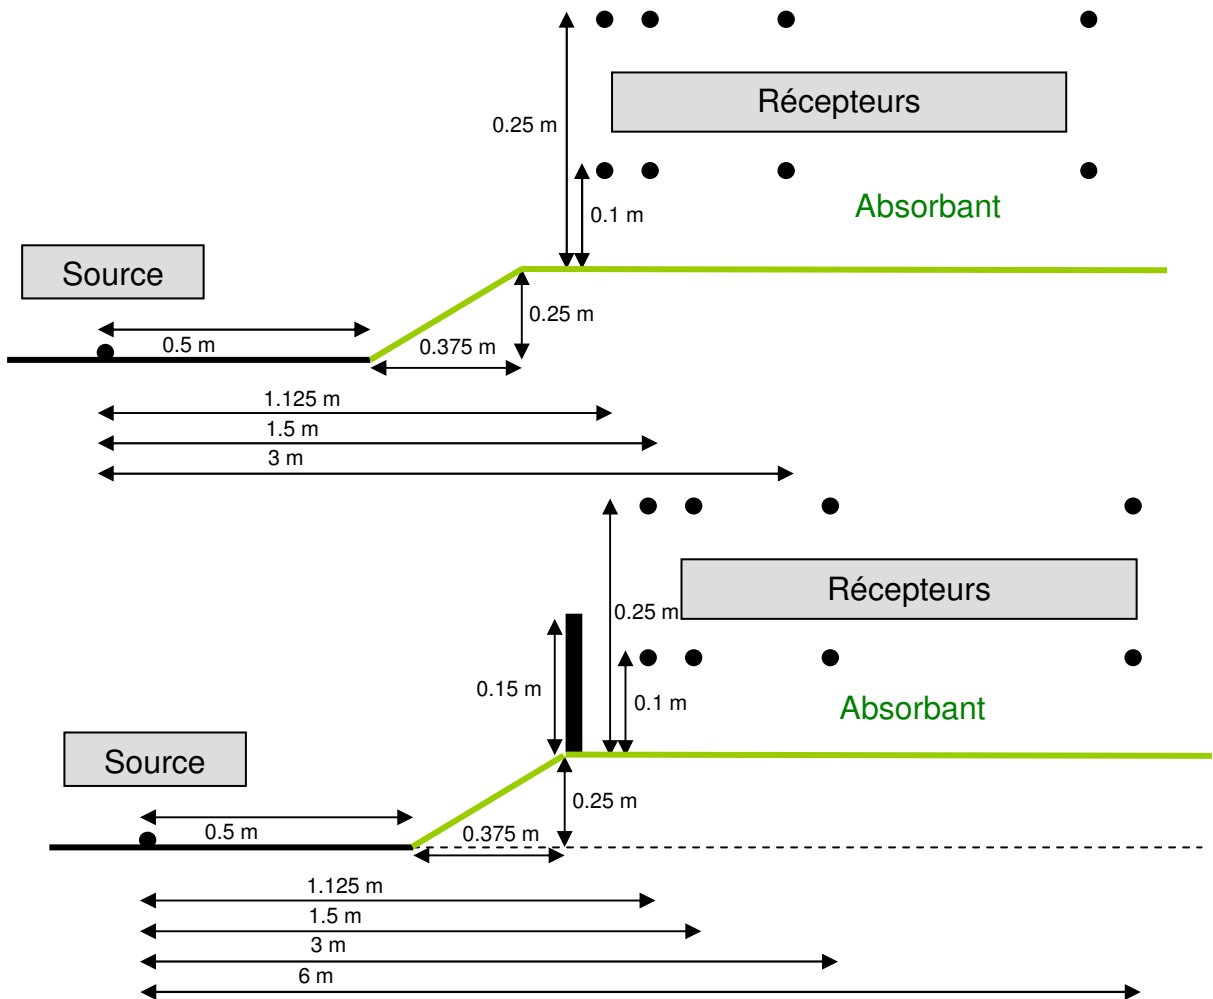 Récepteurs
0.25 m
0.1 m
Absorbant
Source
0.25 m
0.5 m
0.375 m
1.125 m
1.5 m
3 m
Récepteurs
0.25 m
0.15 m
0.1 m
Absorbant
Source
0.25 m
0.5 m
0.375 m
1.125 m
1.5 m
3 m
6 m